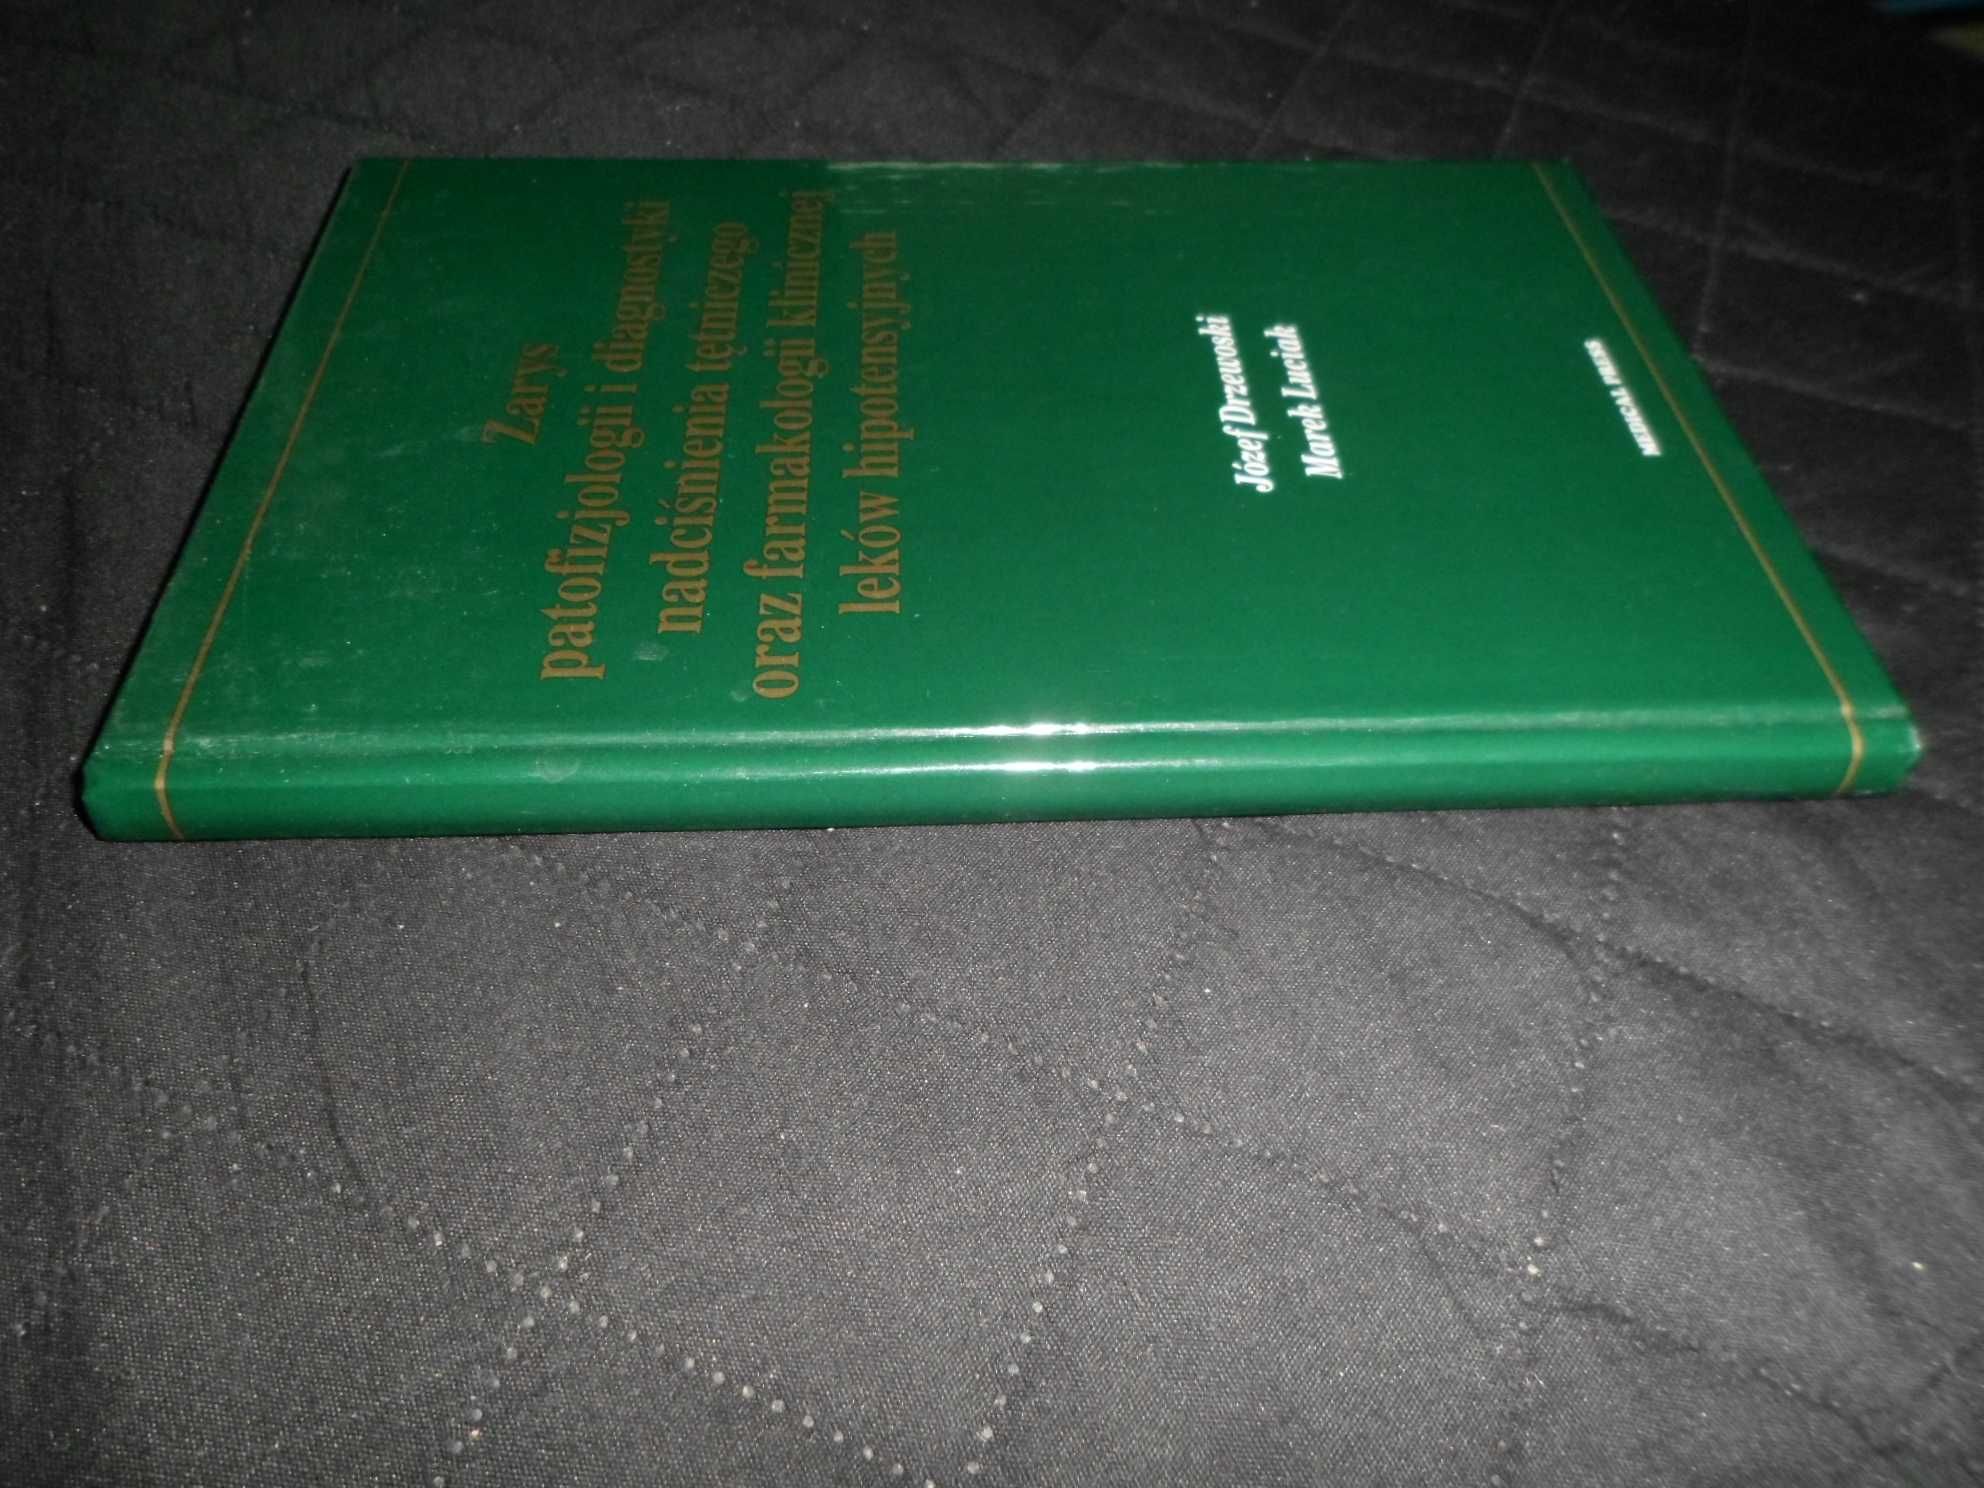 Zarys
patofizjologii i diagnostyki
nadciśnienia tętniczego
oraz farmakologii klinicznej
leków hipotensyjnych
Józef Drzewoski
Marek Luciak
MEDICAL PRESS